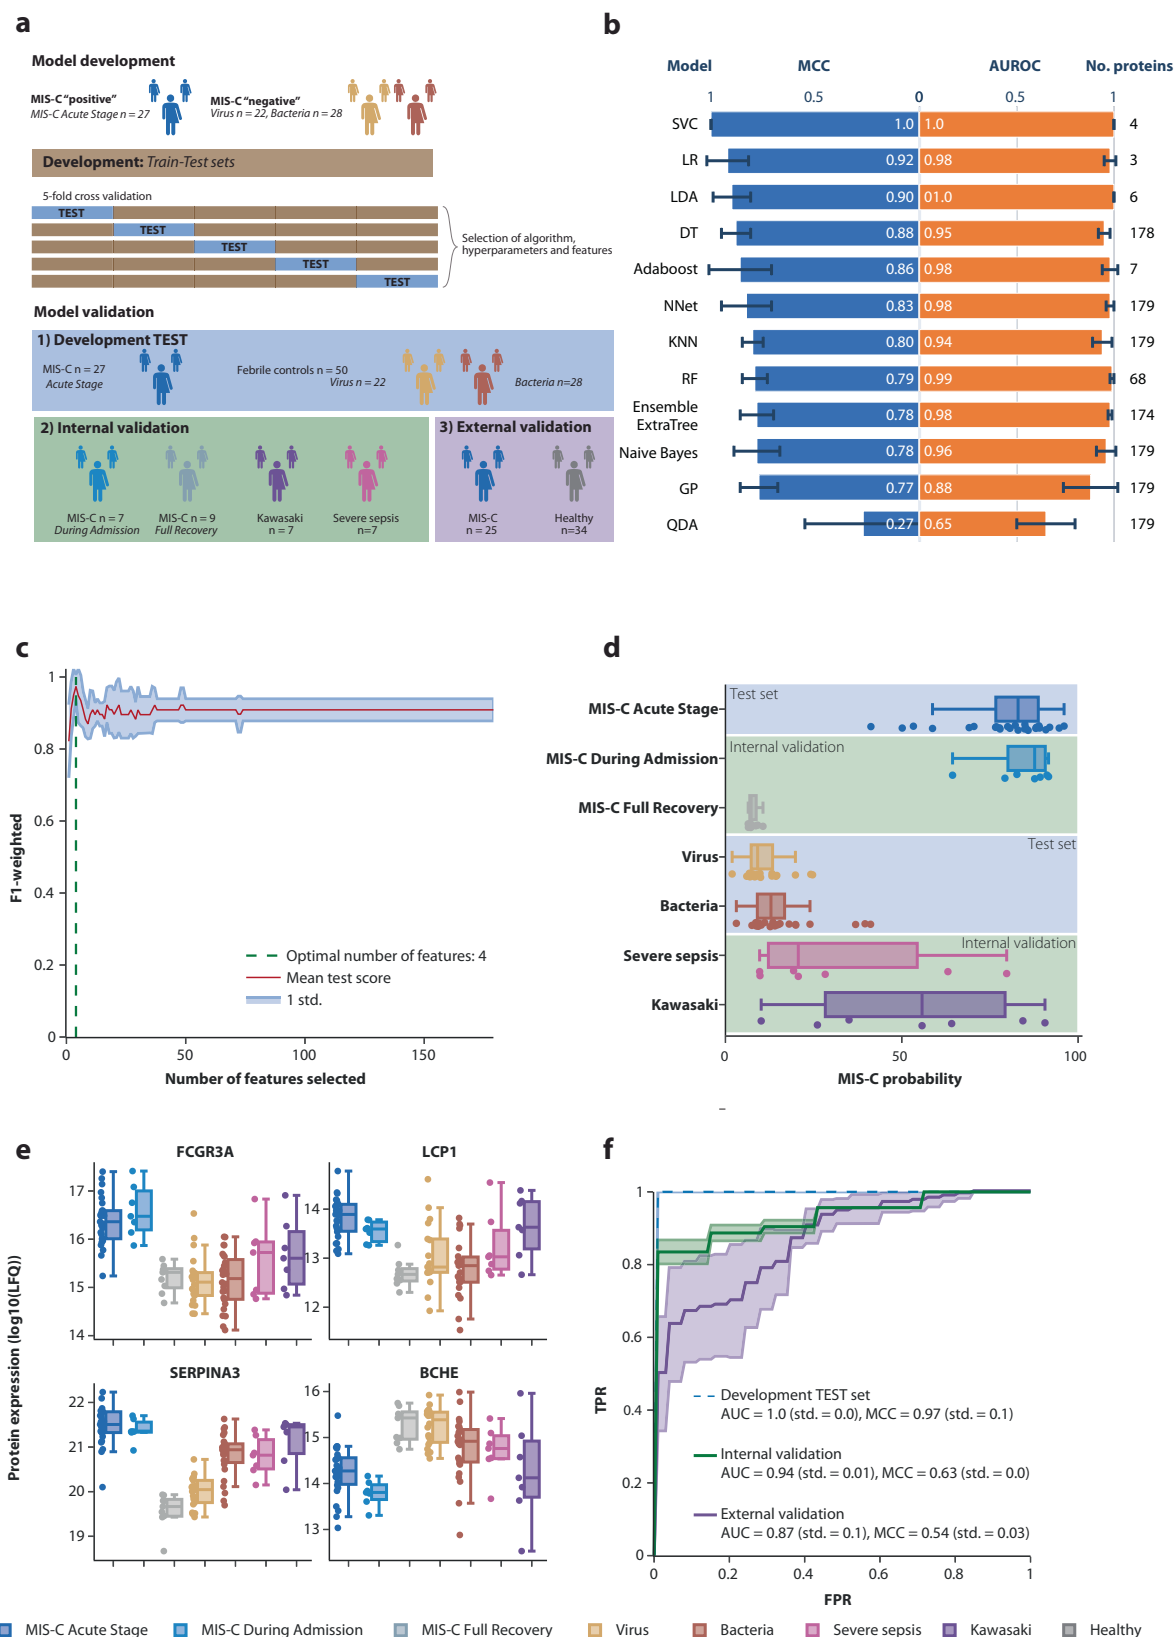 a
Model development
MIS-C “positive”
MIS-C Acute Stage n = 27
MIS-C “negative”
Virus n = 22, Bacteria n = 28
Development: Train-Test sets
5-fold cross validation
TEST
TEST
TEST
TEST
TEST
Selection of algorithm,
hyperparameters and features
Model validation
1) Development TEST
MIS-C n = 27
Acute Stage
Febrile controls n = 50
Virus n = 22
Bacteria n=28
2) Internal validation
MIS-C n = 7
During Admission
MIS-C n = 9
Full Recovery
Kawasaki
n = 7
Severe sepsis
n=7
3) External validation
MIS-C
n = 25
Healthy
n=34
b
Model MCC AUROC No. proteins
1 0.5 0 0.5 1
SVC 1.0 1.0 4
LR 0.92 0.98 3
LDA 0.90 01.0 6
DT 0.88 0.95 178
Adaboost 0.86 0.98 7
NNet 0.83 0.98 179
KNN 0.80 0.94 179
RF 0.79 0.99 68
Ensemble
ExtraTree 0.78 0.98 174
Naive Bayes 0.78 0.96 179
GP 0.77 0.88 179
QDA 0.27 0.65 179
c
F1-weighted
1
0.8
0.6
0.4
0.2
0
Optimal number of features: 4
Mean test score
1 std.
0 50 100 150
Number of features selected
d
Test set
MIS-C Acute Stage
Internal validation
MIS-C During Admission
MIS-C Full Recovery
Test set
Virus
Bacteria
Internal validation
Severe sepsis
Kawasaki
0 50 100
MIS-C probability
e
Protein expression (log10(LFQ))
FCGR3A
17
16
15
14
LCP1
14
13
12
SERPINA3
22
21
20
19
BCHE
16
15
14
13
f
TPR
1
0.8
0.6
0.4
0.2
0
Development TEST set
AUC = 1.0 (std. = 0.0), MCC = 0.97 (std. = 0.1)
Internal validation
AUC = 0.94 (std. = 0.01), MCC = 0.63 (std. = 0.0)
External validation
AUC = 0.87 (std. = 0.1), MCC = 0.54 (std. = 0.03)
0 0.2 0.4 0.6 0.8 1
FPR
MIS-C Acute Stage MIS-C During Admission MIS-C Full Recovery Virus Bacteria Severe sepsis Kawasaki Healthy